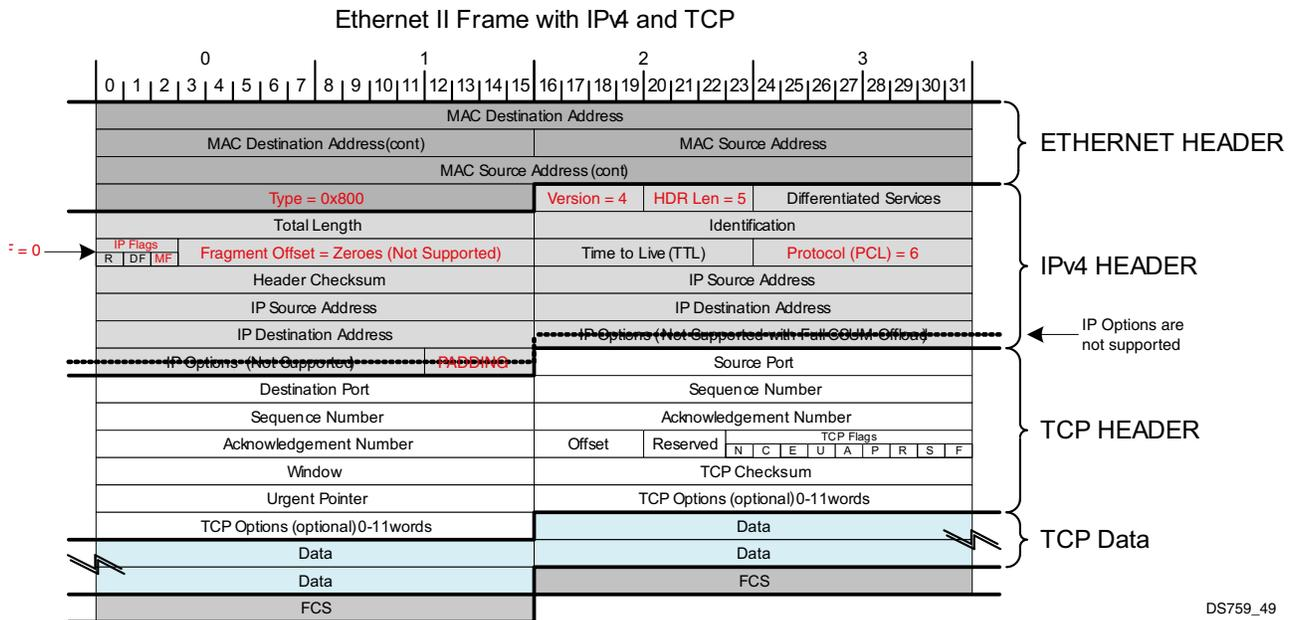 Ethernet II Frame with IPv4 and TCP
0 1 2 3
0 1 2 3 4 5 6 7 8 9 10 11 12 13 14 15 16 17 18 19 20 21 22 23 24 25 26 27 28 29 30 31
MAC Destination Address
MAC Destination Address(cont) MAC Source Address
ETHERNET HEADER
MAC Source Address (cont)
Type = 0x800 Version = 4 HDR Len = 5 Differentiated Services
Total Length Identification
F = 0 IP Flags R DF MF Fragment Offset = Zeroes (Not Supported) Time to Live (TTL) Protocol (PCL) = 6
IPv4 HEADER
Header Checksum IP Source Address
IP Source Address IP Destination Address
IP Destination Address IP Options (Not Supported with Full CSUM Offload)
IP Options are
not supported
IP Options (Not Supported) PADDING Source Port
Destination Port Sequence Number
Sequence Number Acknowledgement Number
TCP HEADER
Acknowledgement Number Offset Reserved TCP Flags N C E U A P R S F
Window TCP Checksum
Urgent Pointer TCP Options (optional) 0-11words
TCP Options (optional) 0-11words Data
TCP Data
Data Data
Data FCS
FCS
DS759_49